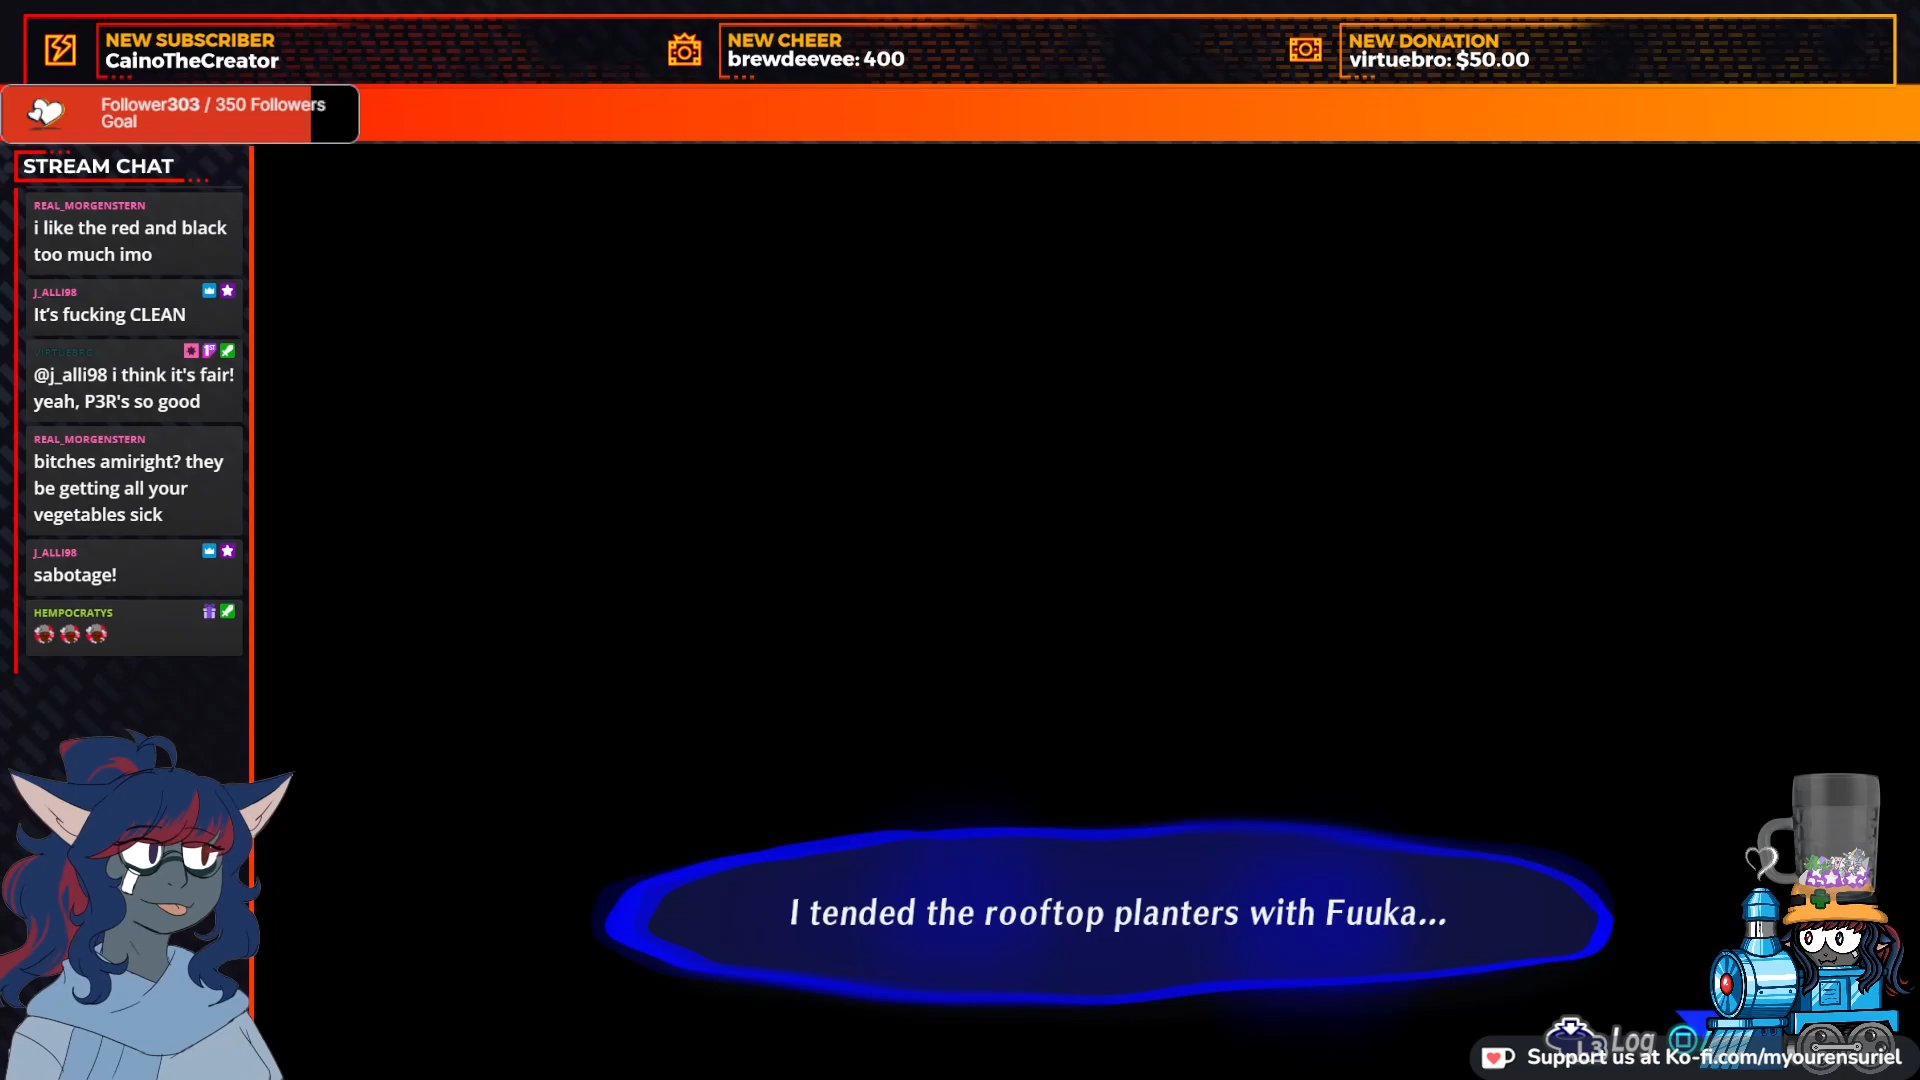 NEW SUBSCRIBER
CainoTheCreator
NEW CHEER
brewdeevee: 400
NEW DONATION
virtuebro: $50.00
Follower303 / 350 Followers
Goal
STREAM CHAT
REAL_MORGENSTERN
i like the red and black
too much imo
J_ALLI98
It's fucking CLEAN
VIRTUEBRO
@j_alli98 i think it's fair!
yeah, P3R's so good
REAL_MORGENSTERN
bitches amiright? they
be getting all your
vegetables sick
J_ALLI98
sabotage!
HEMPOCRATYS
I tended the rooftop planters with Fuuka...
L3 Log
Support us at Ko-fi.com/myourensuriel